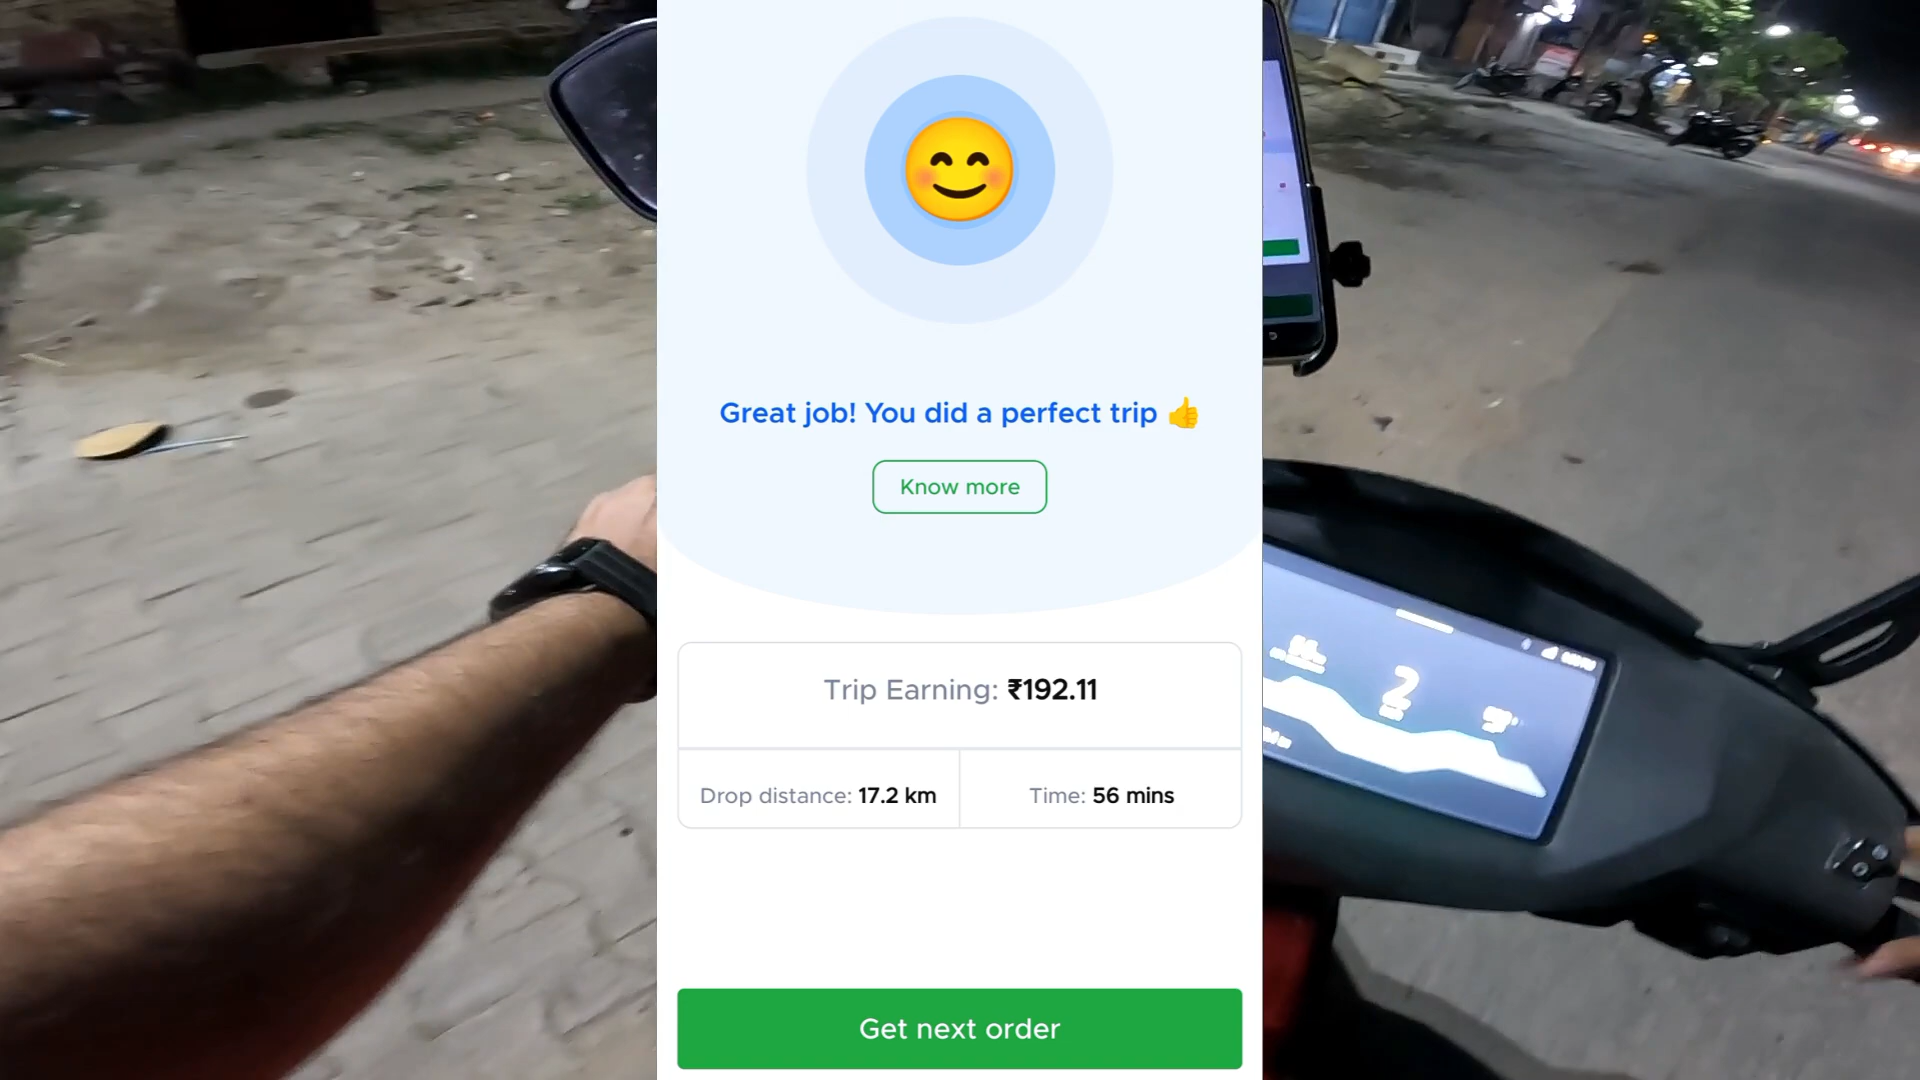 Great job! You did a perfect trip 👍
Know more
Trip Earning: ₹192.11
Drop distance: 17.2 km
Time: 56 mins
Get next order
2